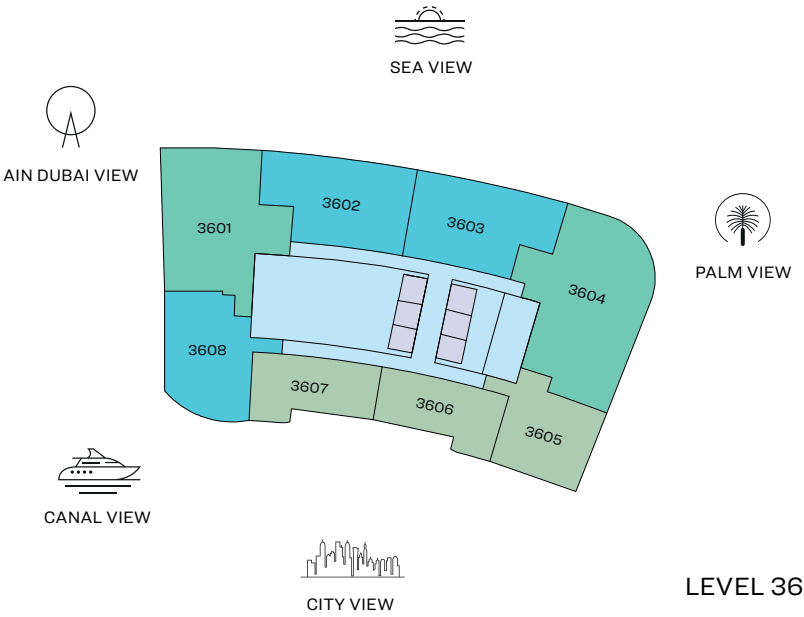 SEA VIEW
AIN DUBAI VIEW
3601
3602
3603
3604
PALM VIEW
3608
3607
3606
3605
CANAL VIEW
CITY VIEW
LEVEL 36